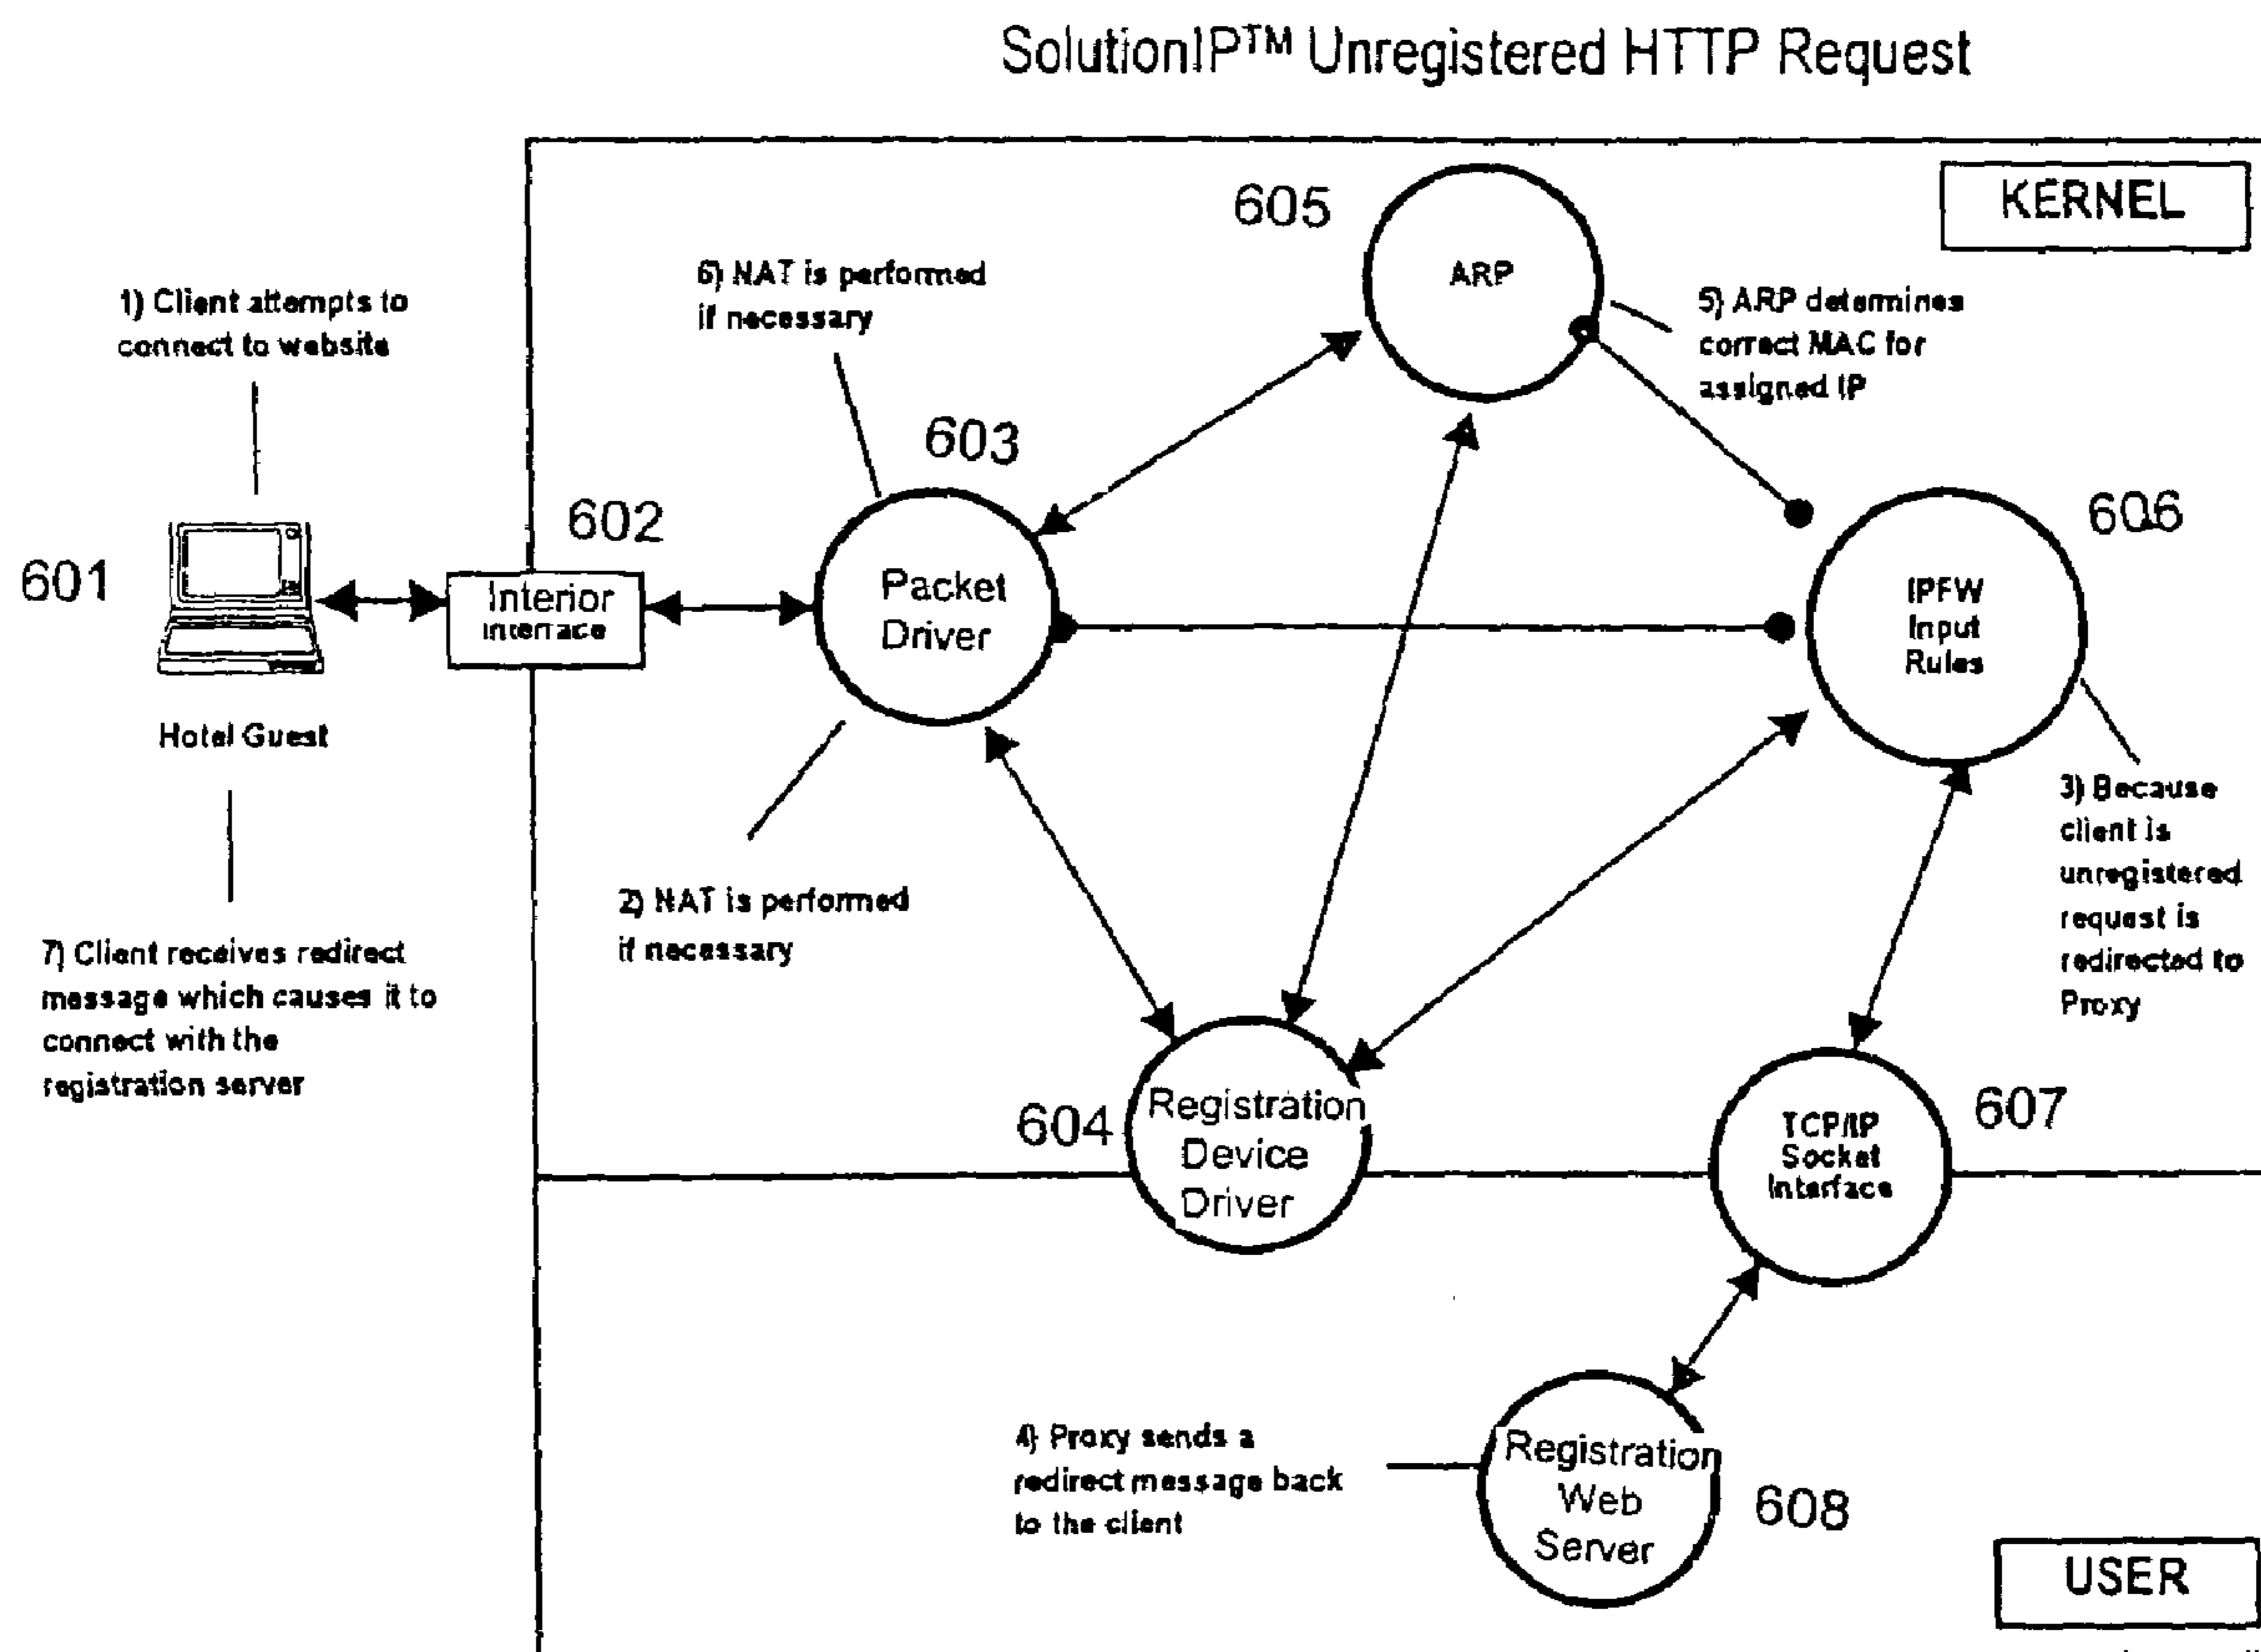 SolutionIP™ Unregistered HTTP Request
KERNEL
605
ARP
6) NAT is performed
if necessary
1) Client attempts to
connect to website
5) ARP determines
correct MAC for
assigned IP
603
602
606
601
Interior
Interface
Packet
Driver
IPFW
Input
Rules
Hotel Guest
3) Because
client is
unregistered
request is
redirected to
Proxy
2) NAT is performed
if necessary
7) Client receives redirect
message which causes it to
connect with the
registration server
604
Registration
Device
Driver
TCP/IP
Socket
Interface
607
4) Proxy sends a
redirect message back
to the client
Registration
Web
Server
608
USER